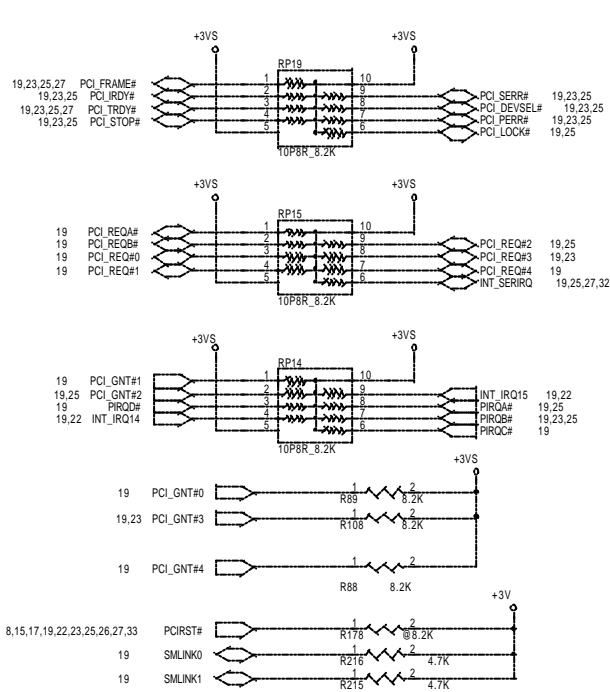 +3VS +3VS
RP19
19,23,25,27 PCI_FRAME# 1 10
19,23,25 PCI_IRDY# 2 9 PCI_SERR# 19,23,25
19,23,25,27 PCI_TRDY# 3 8 PCI_DEVSEL# 19,23,25
19,23,25 PCI_STOP# 4 7 PCI_PERR# 19,23,25
5 6 PCI_LOCK# 19,25
10P8R_8.2K
+3VS +3VS
RP15
19 PCI_REQA# 1 10
19 PCI_REQB# 2 9 PCI_REQ#2 19,25
19 PCI_REQ#0 3 8 PCI_REQ#3 19,23
19 PCI_REQ#1 4 7 PCI_REQ#4 19
5 6 INT_SERIRQ 19,25,27,32
10P8R_8.2K
+3VS +3VS
RP14
19 PCI_GNT#1 1 10
19,25 PCI_GNT#2 2 9 INT_IRQ15 19,22
19 PIRQD# 3 8 PIRQA# 19,25
19,22 INT_IRQ14 4 7 PIRQB# 19,23,25
5 6 PIRQC# 19
10P8R_8.2K
+3VS
19 PCI_GNT#0 1 2
R89 8.2K
19,23 PCI_GNT#3 1 2
R108 8.2K
19 PCI_GNT#4 1 2
R88 8.2K
+3V
8,15,17,19,22,23,25,26,27,33 PCIRST# 1 2
R178 @8.2K
19 SMLINK0 1 2
R216 4.7K
19 SMLINK1 1 2
R215 4.7K